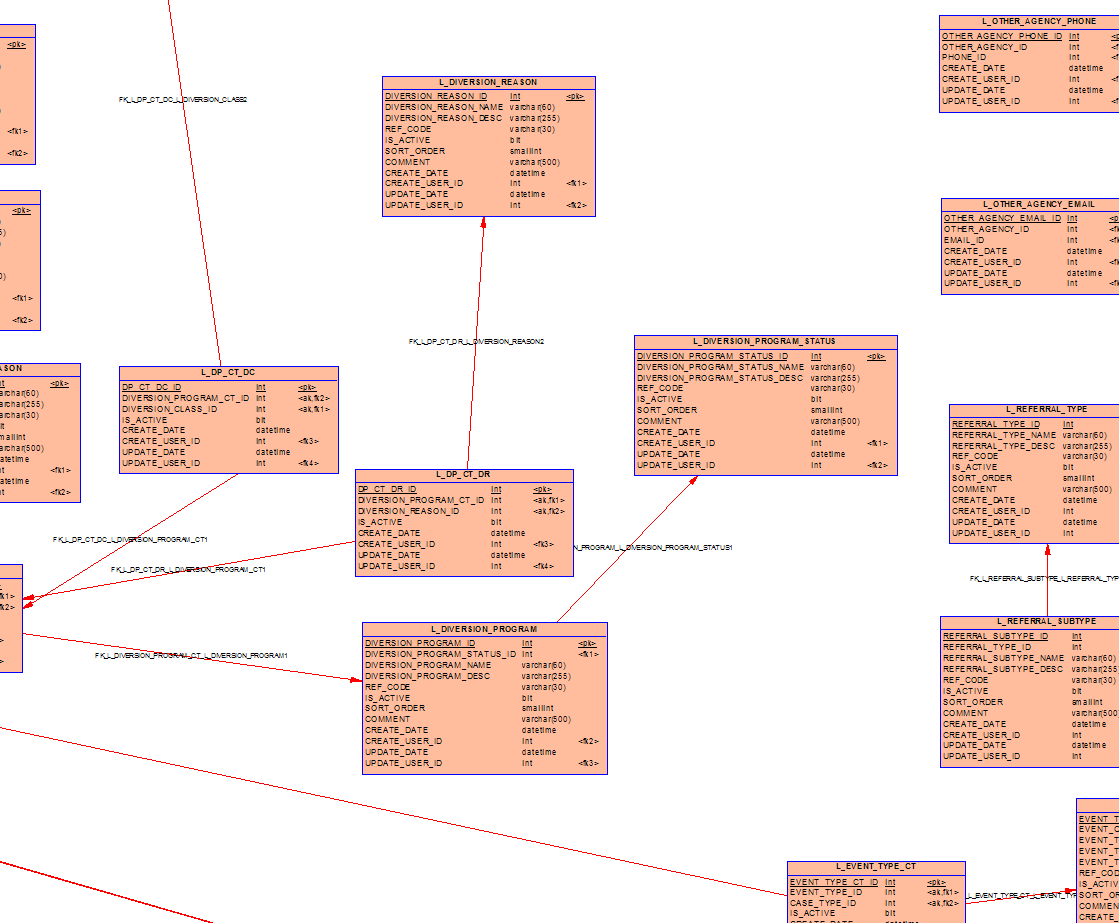 <pk>
<fk1>
<fk2>
<pk>
<fk1>
<fk2>
FK_L_DP_CT_DC_L_DIVERSION_CLASS2
L_DIVERSION_REASON
DIVERSION_REASON_ID int <pk>
DIVERSION_REASON_NAME varchar(60)
DIVERSION_REASON_DESC varchar(255)
REF_CODE varchar(30)
IS_ACTIVE bit
SORT_ORDER smallint
COMMENT varchar(500)
CREATE_DATE datetime
CREATE_USER_ID int <fk1>
UPDATE_DATE datetime
UPDATE_USER_ID int <fk2>
L_OTHER_AGENCY_PHONE
OTHER_AGENCY_PHONE_ID int
OTHER_AGENCY_ID int
PHONE_ID int
CREATE_DATE datetime
CREATE_USER_ID int
UPDATE_DATE datetime
UPDATE_USER_ID int
L_OTHER_AGENCY_EMAIL
OTHER_AGENCY_EMAIL_ID int
OTHER_AGENCY_ID int
EMAIL_ID int
CREATE_DATE datetime
CREATE_USER_ID int
UPDATE_DATE datetime
UPDATE_USER_ID int
FK_L_DP_CT_DR_L_DIVERSION_REASON2
ASON
<pk>
archar(60)
archar(255)
archar(30)
mallint
archar(500)
atetime
<fk1>
atetime
<fk2>
L_DP_CT_DC
DP_CT_DC_ID int <pk>
DIVERSION_PROGRAM_CT_ID int <ak,fk2>
DIVERSION_CLASS_ID int <ak,fk1>
IS_ACTIVE bit
CREATE_DATE datetime
CREATE_USER_ID int <fk3>
UPDATE_DATE datetime
UPDATE_USER_ID int <fk4>
L_DIVERSION_PROGRAM_STATUS
DIVERSION_PROGRAM_STATUS_ID int <pk>
DIVERSION_PROGRAM_STATUS_NAME varchar(60)
DIVERSION_PROGRAM_STATUS_DESC varchar(255)
REF_CODE varchar(30)
IS_ACTIVE bit
SORT_ORDER smallint
COMMENT varchar(500)
CREATE_DATE datetime
CREATE_USER_ID int <fk1>
UPDATE_DATE datetime
UPDATE_USER_ID int <fk2>
L_REFERRAL_TYPE
REFERRAL_TYPE_ID int
REFERRAL_TYPE_NAME varchar(60)
REFERRAL_TYPE_DESC varchar(255)
REF_CODE varchar(30)
IS_ACTIVE bit
SORT_ORDER smallint
COMMENT varchar(500)
CREATE_DATE datetime
CREATE_USER_ID int
UPDATE_DATE datetime
UPDATE_USER_ID int
L_DP_CT_DR
DP_CT_DR_ID int <pk>
DIVERSION_PROGRAM_CT_ID int <ak,fk1>
DIVERSION_REASON_ID int <ak,fk2>
IS_ACTIVE bit
CREATE_DATE datetime
CREATE_USER_ID int <fk3>
UPDATE_DATE datetime
UPDATE_USER_ID int <fk4>
FK_L_DP_CT_DC_L_DIVERSION_PROGRAM_CT1
N_PROGRAM_L_DIVERSION_PROGRAM_STATUS1
FK_L_DP_CT_DR_L_DIVERSION_PROGRAM_CT1
FK_L_REFERRAL_SUBTYPE_L_REFERRAL_TYP
FK_L_DIVERSION_PROGRAM_CT_L_DIVERSION_PROGRAM1
L_DIVERSION_PROGRAM
DIVERSION_PROGRAM_ID int <pk>
DIVERSION_PROGRAM_STATUS_ID int <fk1>
DIVERSION_PROGRAM_NAME varchar(60)
DIVERSION_PROGRAM_DESC varchar(255)
REF_CODE varchar(30)
IS_ACTIVE bit
SORT_ORDER smallint
COMMENT varchar(500)
CREATE_DATE datetime
CREATE_USER_ID int <fk2>
UPDATE_DATE datetime
UPDATE_USER_ID int <fk3>
L_REFERRAL_SUBTYPE
REFERRAL_SUBTYPE_ID int
REFERRAL_TYPE_ID int
REFERRAL_SUBTYPE_NAME varchar(60)
REFERRAL_SUBTYPE_DESC varchar(255
REF_CODE varchar(30)
IS_ACTIVE bit
SORT_ORDER smallint
COMMENT varchar(500
CREATE_DATE datetime
CREATE_USER_ID int
UPDATE_DATE datetime
UPDATE_USER_ID int
L_EVENT_TYPE_CT
EVENT_TYPE_CT_ID int <pk>
EVENT_TYPE_ID int <ak,fk1>
CASE_TYPE_ID int <ak,fk2>
IS_ACTIVE bit
EVENT_T
EVENT_C
EVENT_T
EVENT_T
EVENT_T
REF_COD
IS_ACTIV
SORT_OR
COMMEN
CREATE